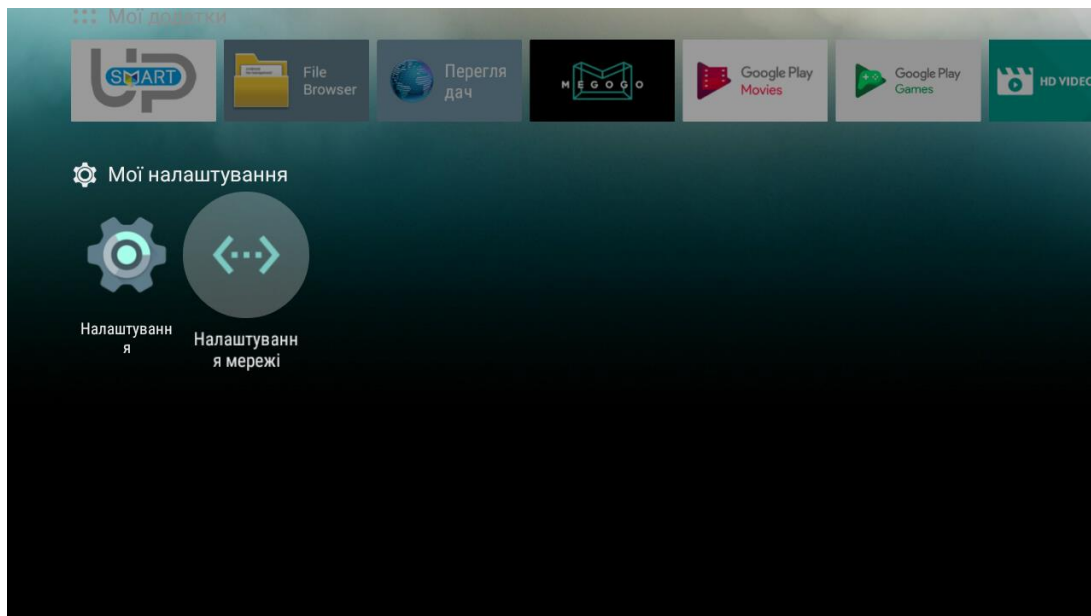 Мої додатки
UP
SMART
File
Browser
Перегля
дач
MEGOGO
Google Play
Movies
Google Play
Games
HD VIDEO
Мої налаштування
Налаштуванн
я
Налаштуванн
я мережі